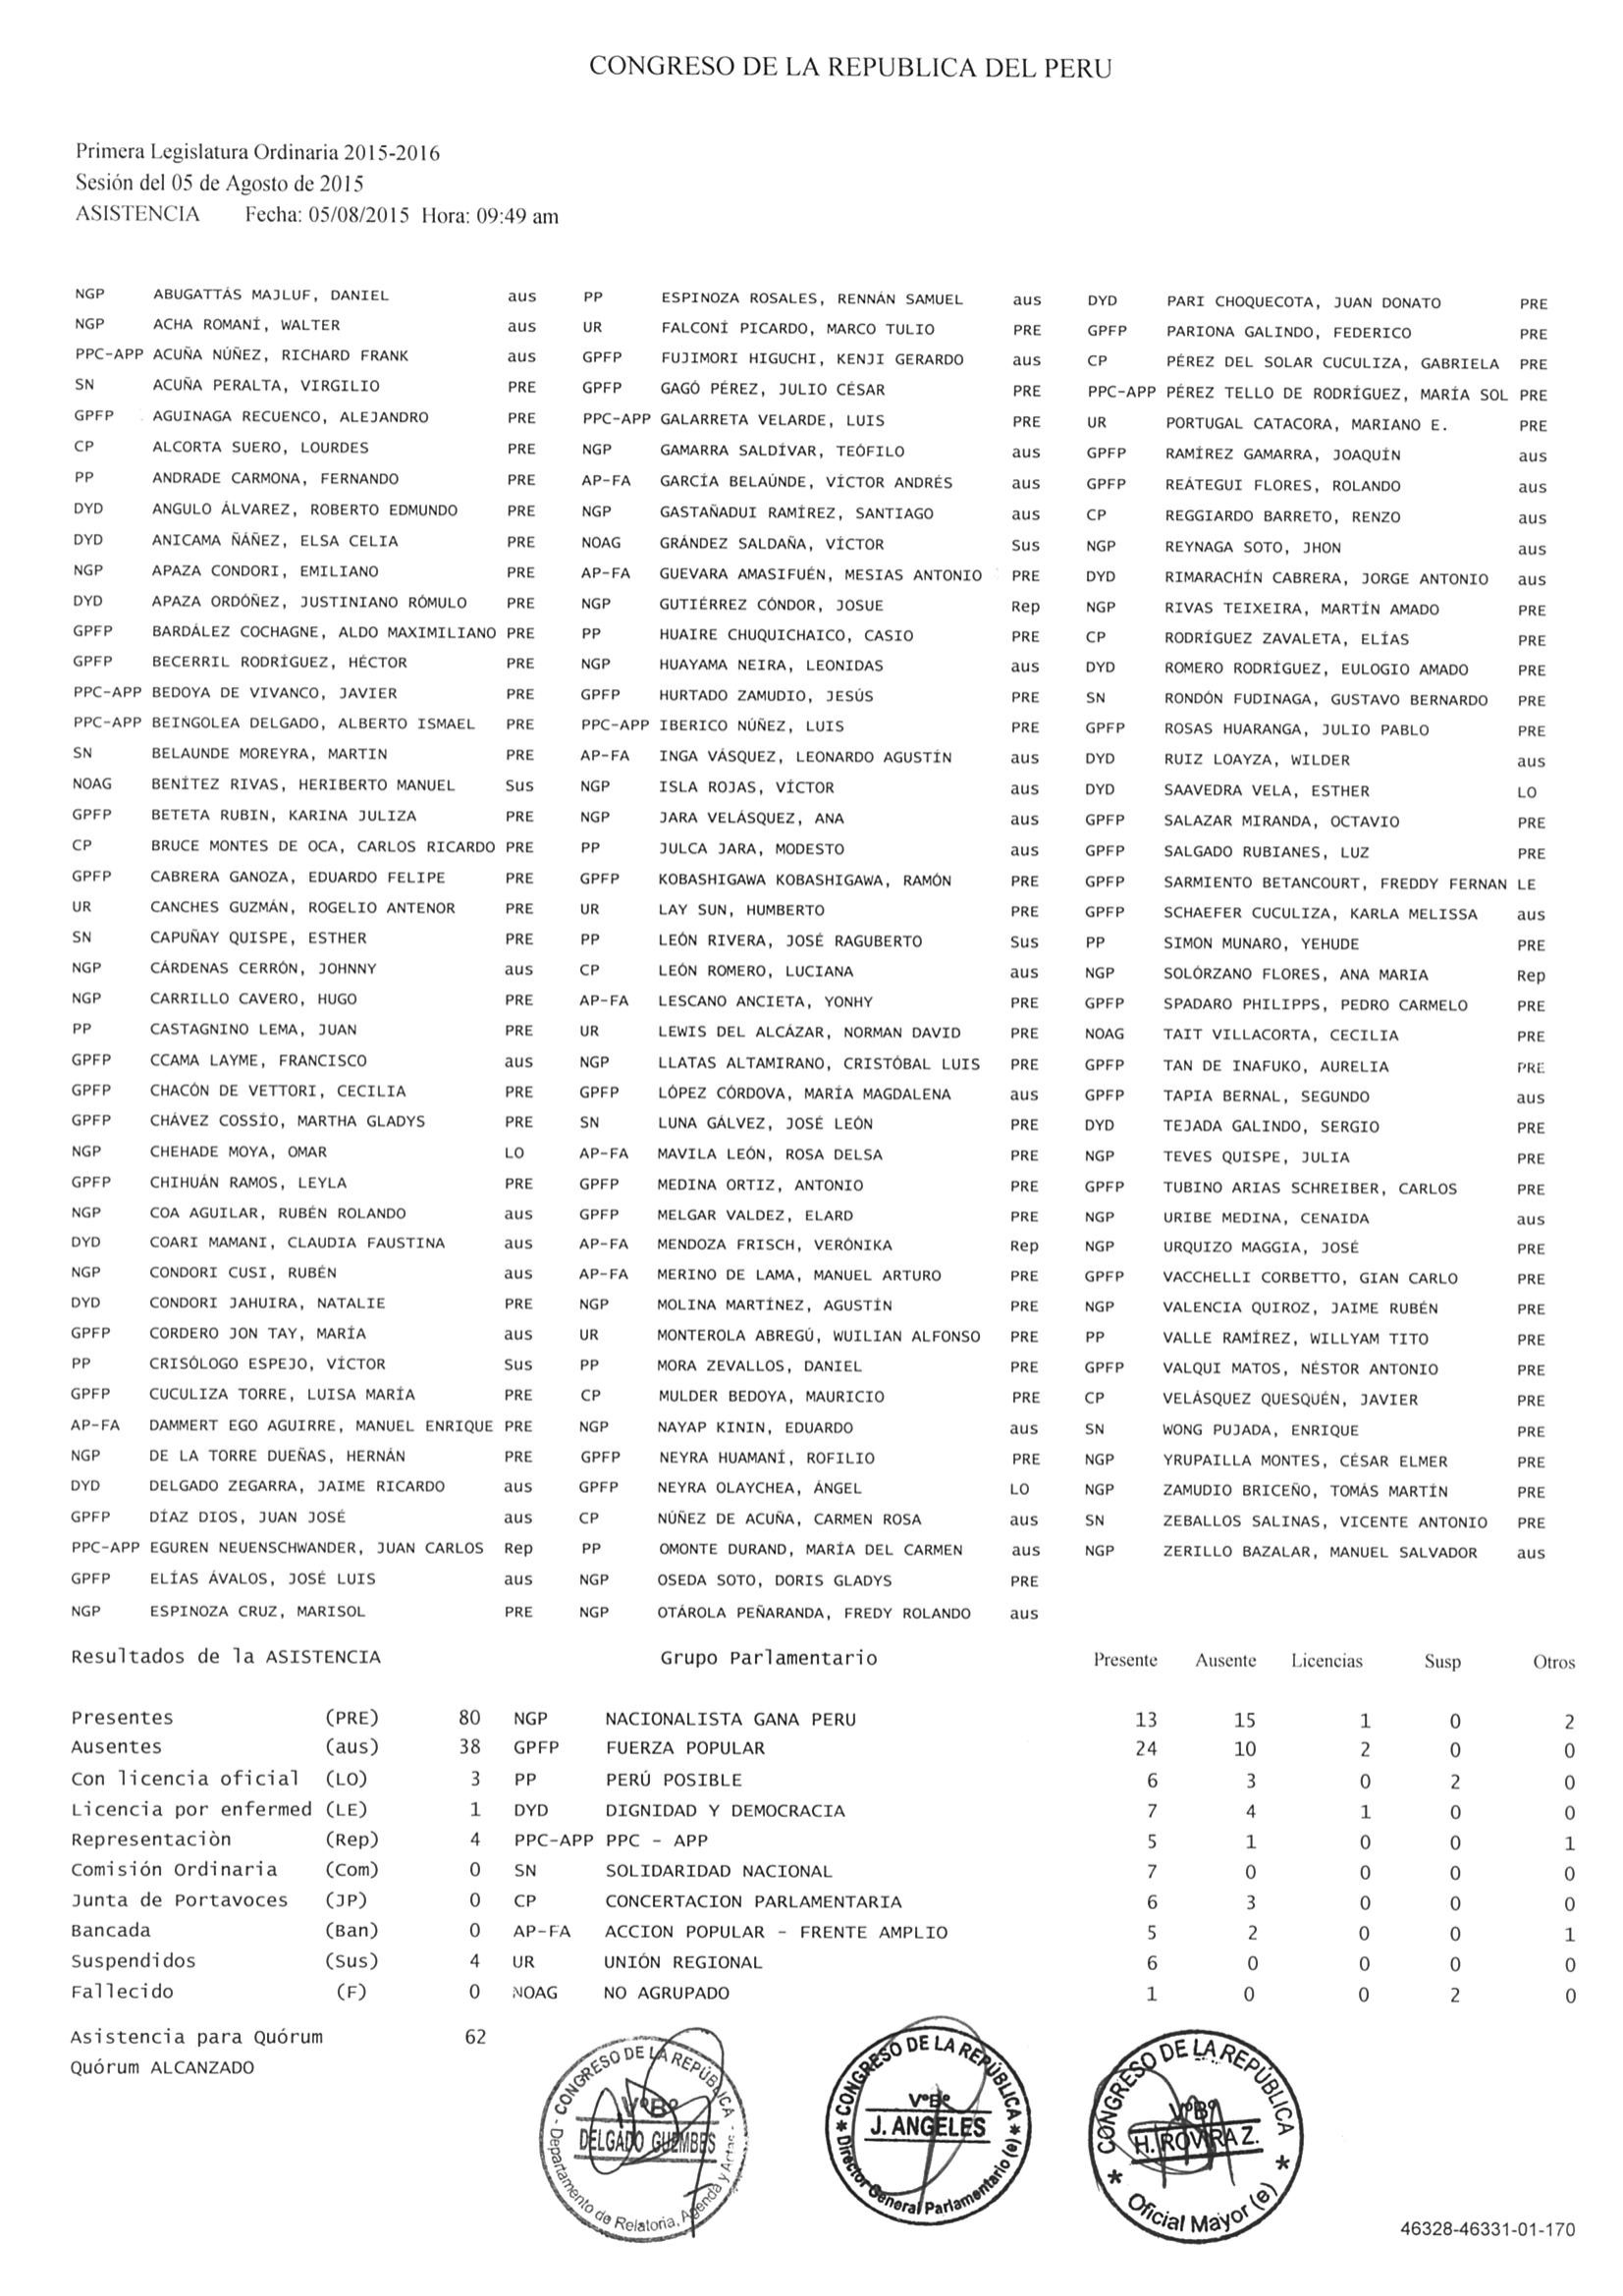 CONGRESO DE LA REPUBLICA DEL PERU
Primera Legislatura Ordinaria 2015-2016
Sesión del 05 de Agosto de 2015
ASISTENCIA Fecha: 05/08/2015 Hora: 09:49 am
NGP ABUGATTÁS MAJLUF, DANIEL aus PP ESPINOZA ROSALES, RENNÁN SAMUEL aus DYD PARI CHOQUECOTA, JUAN DONATO PRE
NGP ACHA ROMANÍ, WALTER aus UR FALCONÍ PICARDO, MARCO TULIO PRE GPFP PARIONA GALINDO, FEDERICO PRE
PPC-APP ACUÑA NÚÑEZ, RICHARD FRANK aus GPFP FUJIMORI HIGUCHI, KENJI GERARDO aus CP PÉREZ DEL SOLAR CUCULIZA, GABRIELA PRE
SN ACUÑA PERALTA, VIRGILIO PRE GPFP GAGÓ PÉREZ, JULIO CÉSAR PRE PPC-APP PÉREZ TELLO DE RODRÍGUEZ, MARÍA SOL PRE
GPFP AGUINAGA RECUENCO, ALEJANDRO PRE PPC-APP GALARRETA VELARDE, LUIS PRE UR PORTUGAL CATACORA, MARIANO E. PRE
CP ALCORTA SUERO, LOURDES PRE NGP GAMARRA SALDÍVAR, TEÓFILO aus GPFP RAMÍREZ GAMARRA, JOAQUÍN aus
PP ANDRADE CARMONA, FERNANDO PRE AP-FA GARCÍA BELAÚNDE, VÍCTOR ANDRÉS aus GPFP REÁTEGUI FLORES, ROLANDO aus
DYD ANGULO ÁLVAREZ, ROBERTO EDMUNDO PRE NGP GASTAÑADUI RAMÍREZ, SANTIAGO aus CP REGGIARDO BARRETO, RENZO aus
DYD ANICAMA ÑÁÑEZ, ELSA CELIA PRE NOAG GRÁNDEZ SALDAÑA, VÍCTOR Sus NGP REYNAGA SOTO, JHON aus
NGP APAZA CONDORI, EMILIANO PRE AP-FA GUEVARA AMASIFUÉN, MESIAS ANTONIO PRE DYD RIMARACHÍN CABRERA, JORGE ANTONIO aus
DYD APAZA ORDÓÑEZ, JUSTINIANO RÓMULO PRE NGP GUTIÉRREZ CÓNDOR, JOSUE Rep NGP RIVAS TEIXEIRA, MARTÍN AMADO PRE
GPFP BARDÁLEZ COCHAGNE, ALDO MAXIMILIANO PRE PP HUAIRE CHUQUICHAICO, CASIO PRE CP RODRÍGUEZ ZAVALETA, ELÍAS PRE
GPFP BECERRIL RODRÍGUEZ, HÉCTOR PRE NGP HUAYAMA NEIRA, LEONIDAS aus DYD ROMERO RODRÍGUEZ, EULOGIO AMADO PRE
PPC-APP BEDOYA DE VIVANCO, JAVIER PRE GPFP HURTADO ZAMUDIO, JESÚS PRE SN RONDÓN FUDINAGA, GUSTAVO BERNARDO PRE
PPC-APP BEINGOLEA DELGADO, ALBERTO ISMAEL PRE PPC-APP IBERICO NÚÑEZ, LUIS PRE GPFP ROSAS HUARANGA, JULIO PABLO PRE
SN BELAUNDE MOREYRA, MARTIN PRE AP-FA INGA VÁSQUEZ, LEONARDO AGUSTÍN aus DYD RUIZ LOAYZA, WILDER aus
NOAG BENÍTEZ RIVAS, HERIBERTO MANUEL Sus NGP ISLA ROJAS, VÍCTOR aus DYD SAAVEDRA VELA, ESTHER LO
GPFP BETETA RUBIN, KARINA JULIZA PRE NGP JARA VELÁSQUEZ, ANA aus GPFP SALAZAR MIRANDA, OCTAVIO PRE
CP BRUCE MONTES DE OCA, CARLOS RICARDO PRE PP JULCA JARA, MODESTO aus GPFP SALGADO RUBIANES, LUZ PRE
GPFP CABRERA GANOZA, EDUARDO FELIPE PRE GPFP KOBASHIGAWA KOBASHIGAWA, RAMÓN PRE GPFP SARMIENTO BETANCOURT, FREDDY FERNAN LE
UR CANCHES GUZMÁN, ROGELIO ANTENOR PRE UR LAY SUN, HUMBERTO PRE GPFP SCHAEFER CUCULIZA, KARLA MELISSA aus
SN CAPUÑAY QUISPE, ESTHER PRE PP LEÓN RIVERA, JOSÉ RAGUBERTO Sus PP SIMON MUNARO, YEHUDE PRE
NGP CÁRDENAS CERRÓN, JOHNNY aus CP LEÓN ROMERO, LUCIANA aus NGP SOLÓRZANO FLORES, ANA MARIA Rep
NGP CARRILLO CAVERO, HUGO PRE AP-FA LESCANO ANCIETA, YONHY PRE GPFP SPADARO PHILIPPS, PEDRO CARMELO PRE
PP CASTAGNINO LEMA, JUAN PRE UR LEWIS DEL ALCÁZAR, NORMAN DAVID PRE NOAG TAIT VILLACORTA, CECILIA PRE
GPFP CCAMA LAYME, FRANCISCO aus NGP LLATAS ALTAMIRANO, CRISTÓBAL LUIS PRE GPFP TAN DE INAFUKO, AURELIA PRE
GPFP CHACÓN DE VETTORI, CECILIA PRE GPFP LÓPEZ CÓRDOVA, MARÍA MAGDALENA aus GPFP TAPIA BERNAL, SEGUNDO aus
GPFP CHÁVEZ COSSÍO, MARTHA GLADYS PRE SN LUNA GÁLVEZ, JOSÉ LEÓN PRE DYD TEJADA GALINDO, SERGIO PRE
NGP CHEHADE MOYA, OMAR LO AP-FA MAVILA LEÓN, ROSA DELSA PRE NGP TEVES QUISPE, JULIA PRE
GPFP CHIHUÁN RAMOS, LEYLA PRE GPFP MEDINA ORTIZ, ANTONIO PRE GPFP TUBINO ARIAS SCHREIBER, CARLOS PRE
NGP COA AGUILAR, RUBÉN ROLANDO aus GPFP MELGAR VALDEZ, ELARD PRE NGP URIBE MEDINA, CENAIDA aus
DYD COARI MAMANI, CLAUDIA FAUSTINA aus AP-FA MENDOZA FRISCH, VERÓNIKA Rep NGP URQUIZO MAGGIA, JOSÉ PRE
NGP CONDORI CUSI, RUBÉN aus AP-FA MERINO DE LAMA, MANUEL ARTURO PRE GPFP VACCHELLI CORBETTO, GIAN CARLO PRE
DYD CONDORI JAHUIRA, NATALIE PRE NGP MOLINA MARTÍNEZ, AGUSTÍN PRE NGP VALENCIA QUIROZ, JAIME RUBÉN PRE
GPFP CORDERO JON TAY, MARÍA aus UR MONTEROLA ABREGÚ, WUILIAN ALFONSO PRE PP VALLE RAMÍREZ, WILLYAM TITO PRE
PP CRISÓLOGO ESPEJO, VÍCTOR Sus PP MORA ZEVALLOS, DANIEL PRE GPFP VALQUI MATOS, NÉSTOR ANTONIO PRE
GPFP CUCULIZA TORRE, LUISA MARÍA PRE CP MULDER BEDOYA, MAURICIO PRE CP VELÁSQUEZ QUESQUÉN, JAVIER PRE
AP-FA DAMMERT EGO AGUIRRE, MANUEL ENRIQUE PRE NGP NAYAP KININ, EDUARDO aus SN WONG PUJADA, ENRIQUE PRE
NGP DE LA TORRE DUEÑAS, HERNÁN PRE GPFP NEYRA HUAMANÍ, ROFILIO PRE NGP YRUPAILLA MONTES, CÉSAR ELMER PRE
DYD DELGADO ZEGARRA, JAIME RICARDO aus GPFP NEYRA OLAYCHEA, ÁNGEL LO NGP ZAMUDIO BRICEÑO, TOMÁS MARTÍN PRE
GPFP DÍAZ DIOS, JUAN JOSÉ aus CP NÚÑEZ DE ACUÑA, CARMEN ROSA aus SN ZEBALLOS SALINAS, VICENTE ANTONIO PRE
PPC-APP EGUREN NEUENSCHWANDER, JUAN CARLOS Rep PP OMONTE DURAND, MARÍA DEL CARMEN aus NGP ZERILLO BAZALAR, MANUEL SALVADOR aus
GPFP ELÍAS ÁVALOS, JOSÉ LUIS aus NGP OSEDA SOTO, DORIS GLADYS PRE
NGP ESPINOZA CRUZ, MARISOL PRE NGP OTÁROLA PEÑARANDA, FREDY ROLANDO aus
Resultados de la ASISTENCIA Grupo Parlamentario Presente Ausente Licencias Susp Otros
Presentes (PRE) 80 NGP NACIONALISTA GANA PERU 13 15 1 0 2
Ausentes (aus) 38 GPFP FUERZA POPULAR 24 10 2 0 0
Con licencia oficial (LO) 3 PP PERÚ POSIBLE 6 3 0 2 0
Licencia por enfermed (LE) 1 DYD DIGNIDAD Y DEMOCRACIA 7 4 1 0 0
Representaciòn (Rep) 4 PPC-APP PPC - APP 5 1 0 0 1
Comisión Ordinaria (Com) 0 SN SOLIDARIDAD NACIONAL 7 0 0 0 0
Junta de Portavoces (JP) 0 CP CONCERTACION PARLAMENTARIA 6 3 0 0 0
Bancada (Ban) 0 AP-FA ACCION POPULAR - FRENTE AMPLIO 5 2 0 0 1
Suspendidos (Sus) 4 UR UNIÓN REGIONAL 6 0 0 0 0
Fallecido (F) 0 NOAG NO AGRUPADO 1 0 0 2 0
Asistencia para Quórum 62
Quórum ALCANZADO
CONGRESO DE LA REPÚBLICA
VºBº
DELGADO GUEMBES
Departamento de Relatoria, Agenda y Actas
CONGRESO DE LA REPÚBLICA
VºBº
J. ANGELES
Director General Parlamentario (e)
CONGRESO DE LA REPÚBLICA
VºBº
H. ROVIRA Z.
Oficial Mayor (e)
46328-46331-01-170